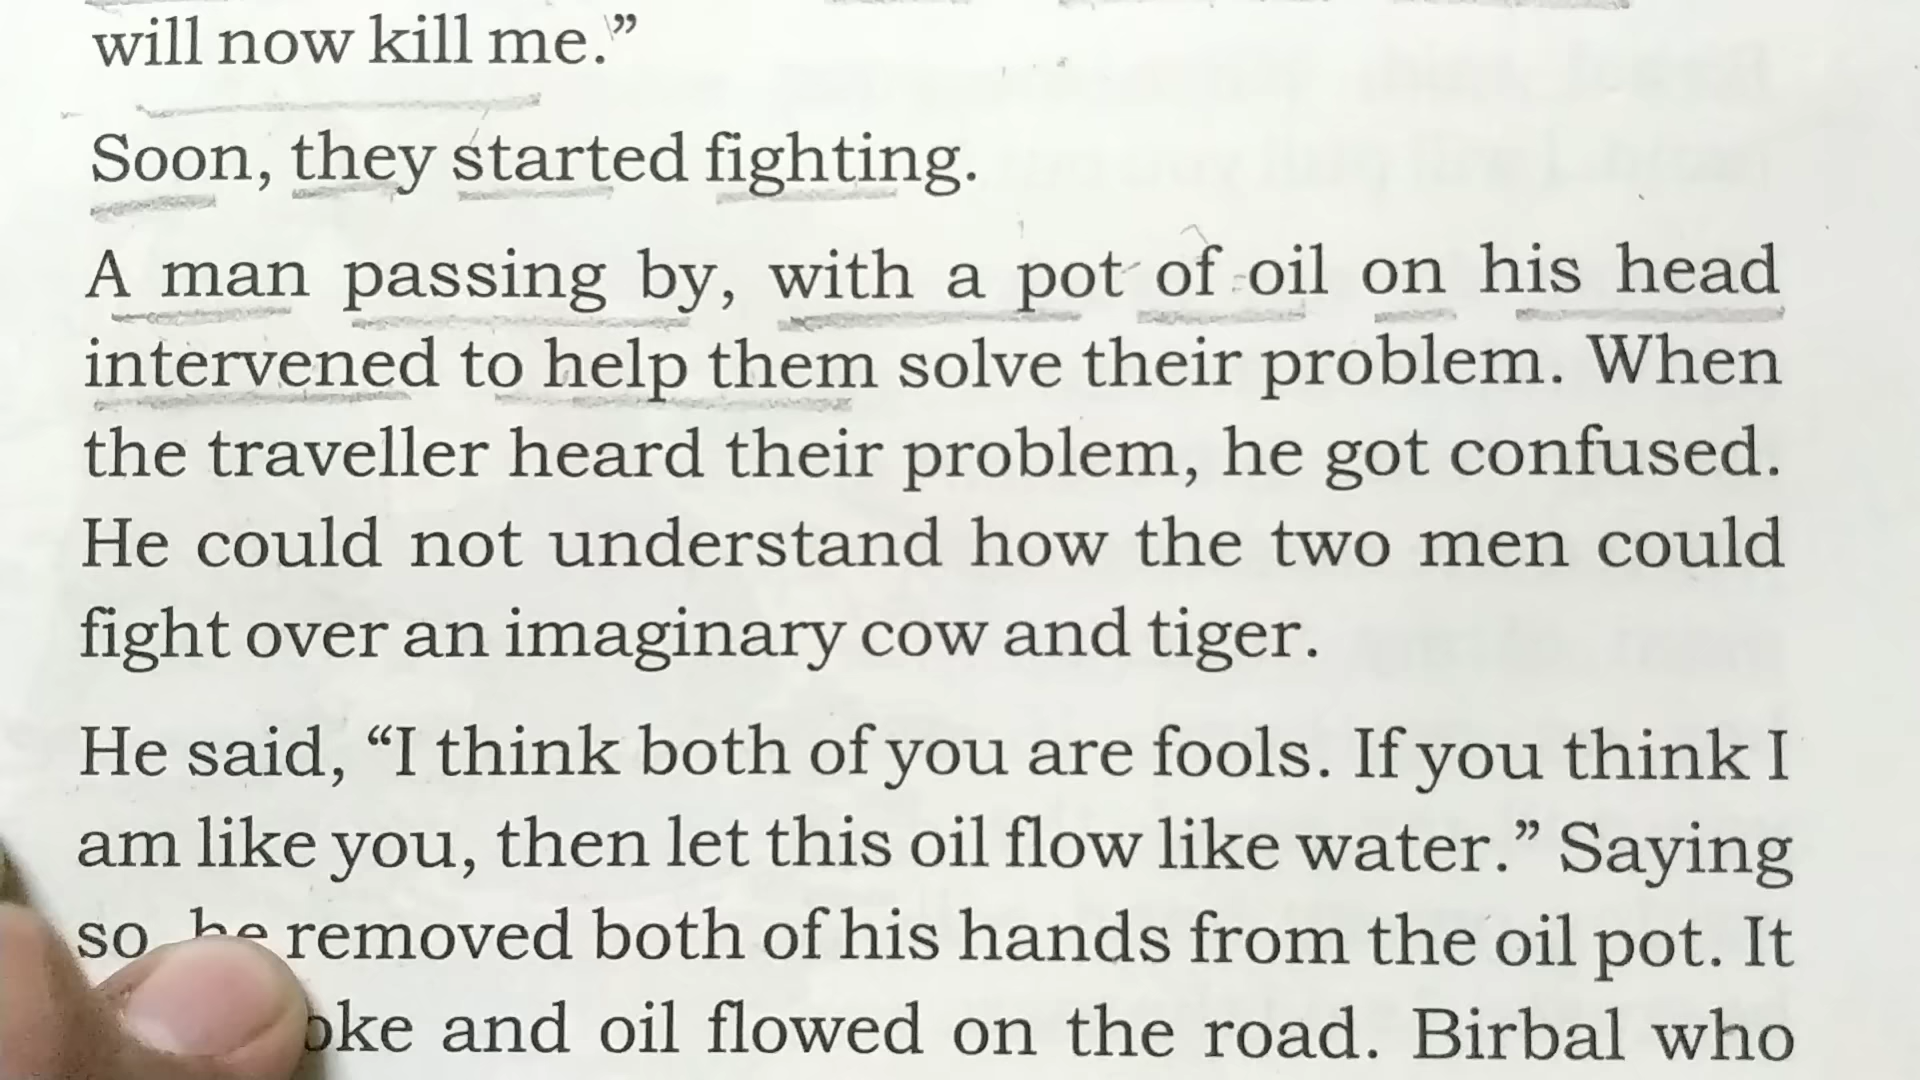 will now kill me.”
Soon, they started fighting.
A man passing by, with a pot of oil on his head
intervened to help them solve their problem. When
the traveller heard their problem, he got confused.
He could not understand how the two men could
fight over an imaginary cow and tiger.
He said, “I think both of you are fools. If you think I
am like you, then let this oil flow like water.” Saying
so he removed both of his hands from the oil pot. It
and oil flowed on the road. Birbal who